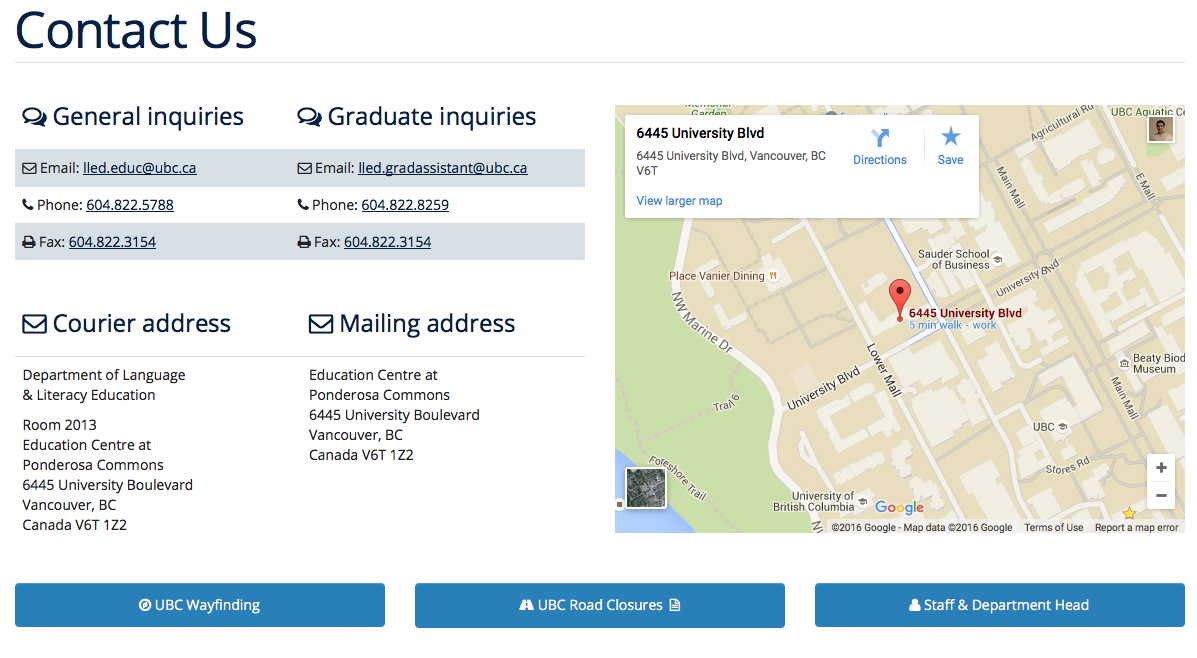 Contact Us
General inquiries
Email: lled.educ@ubc.ca
Phone: 604.822.5788
Fax: 604.822.3154
Graduate inquiries
Email: lled.gradassistant@ubc.ca
Phone: 604.822.8259
Fax: 604.822.3154
Courier address
Department of Language
& Literacy Education
Room 2013
Education Centre at
Ponderosa Commons
6445 University Boulevard
Vancouver, BC
Canada V6T 1Z2
Mailing address
Education Centre at
Ponderosa Commons
6445 University Boulevard
Vancouver, BC
Canada V6T 1Z2
Garden
UBC Aquatic Ce
6445 University Blvd
6445 University Blvd, Vancouver, BC
V6T
View larger map
Directions
Save
Agricultural Rd
Main Mall
E Mall
Sauder School
of Business
University Blvd
Place Vanier Dining
NW Marine Dr
6445 University Blvd
5 min walk - work
Lower Mall
Beaty Biod
Museum
University Blvd
Trail 6
Main Mall
UBC
Stores Rd
Foreshore Trail
University of
British Columbia
Google
©2016 Google - Map data ©2016 Google
Terms of Use
Report a map error
UBC Wayfinding
UBC Road Closures
Staff & Department Head